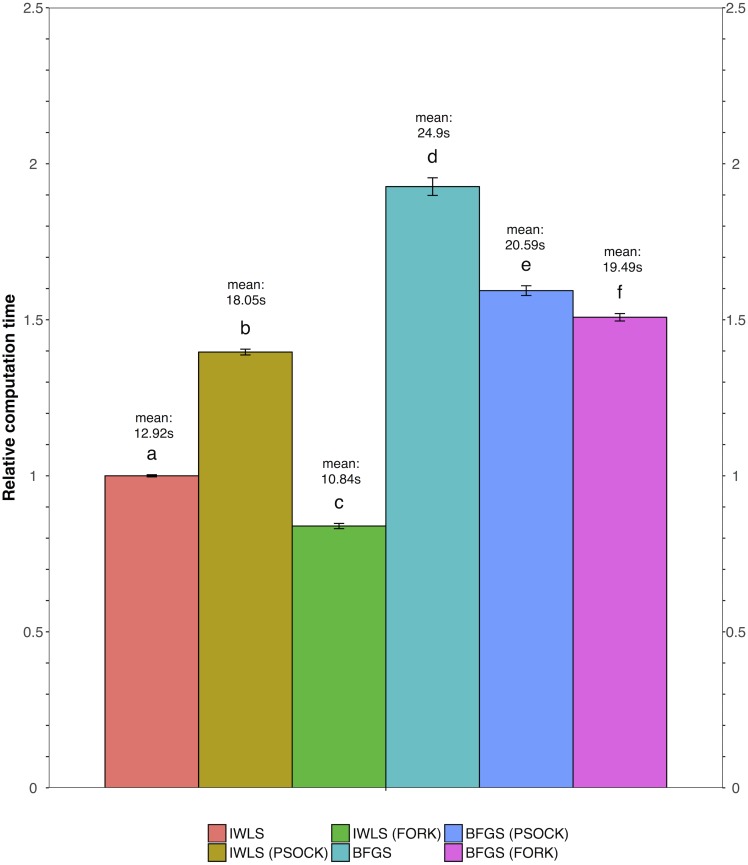 2.5
2.5
mean:
24.9s
d
2
2
mean:
20.59s
e
mean:
19.49s
f
mean:
18.05s
b
1.5
1.5
mean:
12.92s
a
mean:
10.84s
c
1
1
Relative computation time
0.5
0.5
0
0
IWLS
IWLS (FORK)
BFGS (PSOCK)
IWLS (PSOCK)
BFGS
BFGS (FORK)